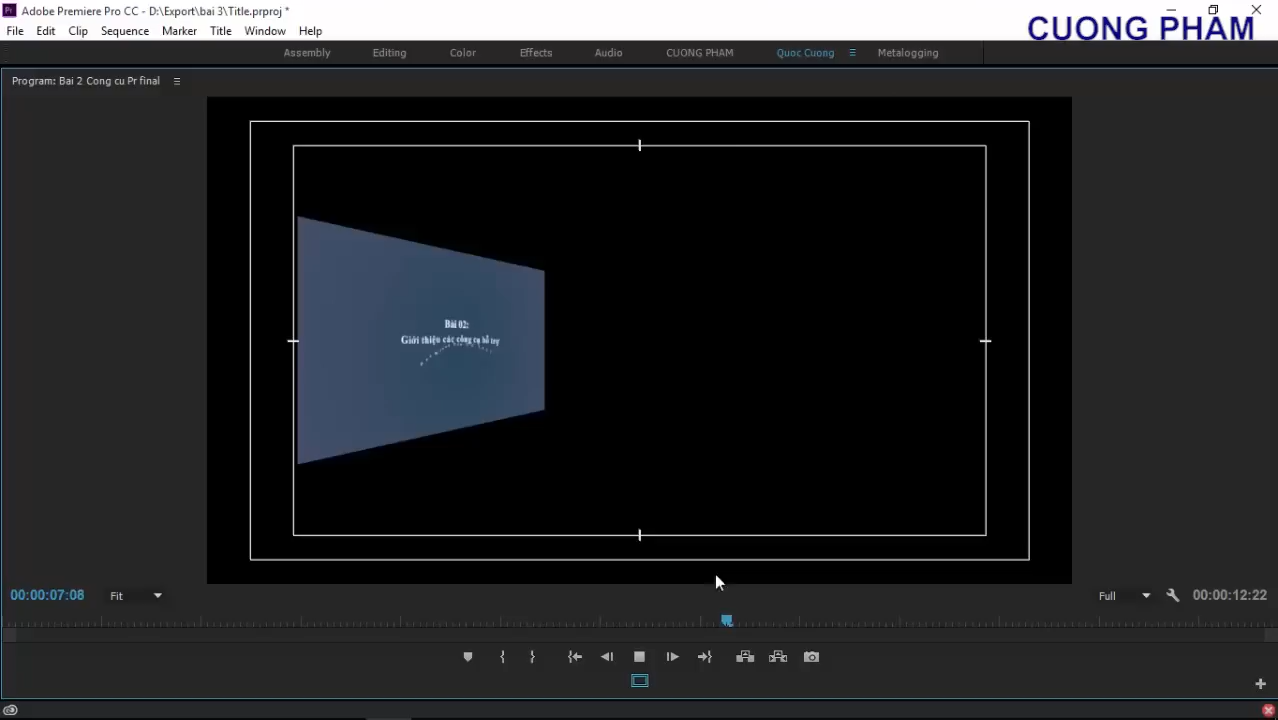 Adobe Premiere Pro CC - D:\Export\bai 3\Title.prproj *
CUONG PHAM
File Edit Clip Sequence Marker Title Window Help
Assembly Editing Color Effects Audio CUONG PHAM Quoc Cuong Metalogging
Program: Bai 2 Cong cu Pr final
Bài 02:
Giới thiệu các công cụ hỗ trợ
00:00:07:08 Fit Full 00:00:12:22